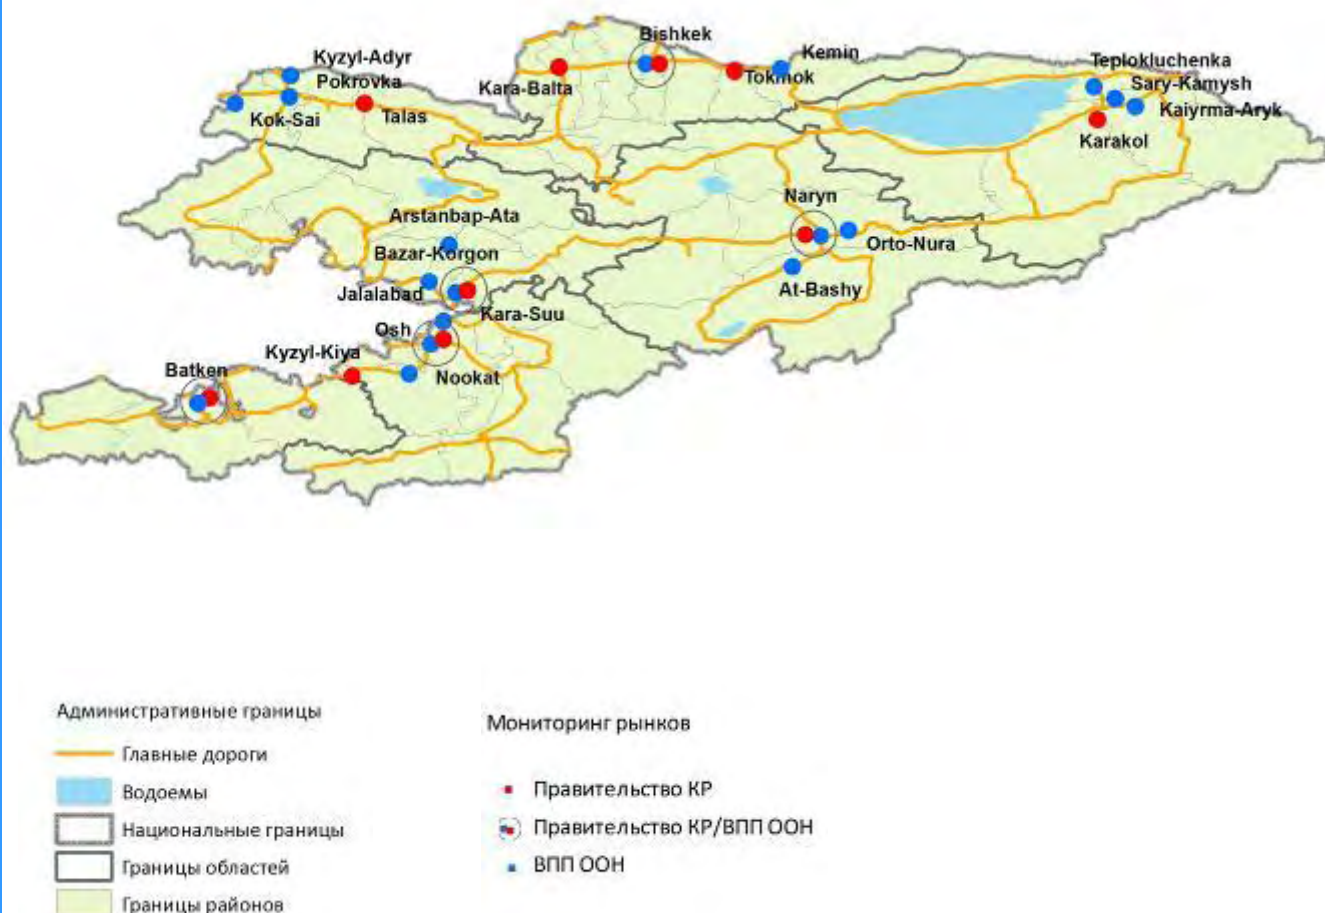 Bishkek
Kyzyl-Adyr
Kemin
Teplokluchenka
Pokrovka
Tokmok
Sary-Kamysh
Kara-Balta
Kaiyrma-Aryk
Kok-Sai
Talas
Karakol
Naryn
Arstanbap-Ata
Orto-Nura
Bazar-Korgon
At-Bashy
Jalalabad
Kara-Suu
Osh
Kyzyl-Kiya
Batken
Nookat
Административные границы
Главные дороги
Водоемы
Национальные границы
Границы областей
Границы районов
Мониторинг рынков
Правительство КР
Правительство КР/ВПП ООН
ВПП ООН